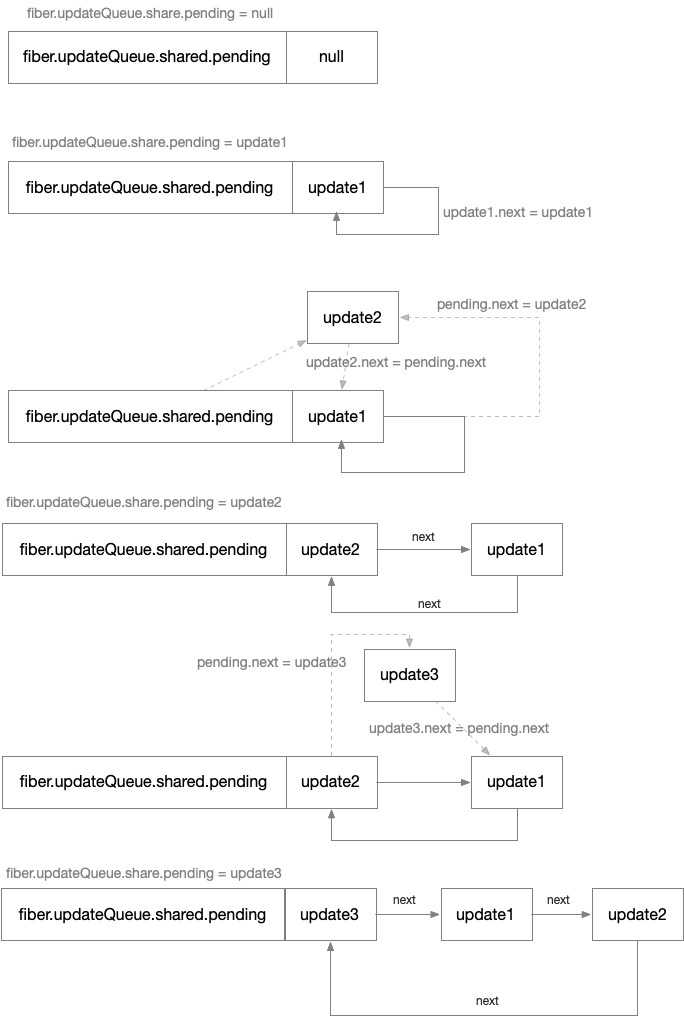 fiber.updateQueue.share.pending = null
fiber.updateQueue.shared.pending null
fiber.updateQueue.share.pending = update1
fiber.updateQueue.shared.pending update1
update1.next = update1
pending.next = update2
update2
update2.next = pending.next
fiber.updateQueue.shared.pending update1
fiber.updateQueue.share.pending = update2
next
fiber.updateQueue.shared.pending update2 update1
next
pending.next = update3
update3
update3.next = pending.next
fiber.updateQueue.shared.pending update2 update1
fiber.updateQueue.share.pending = update3
next next
fiber.updateQueue.shared.pending update3 update1 update2
next